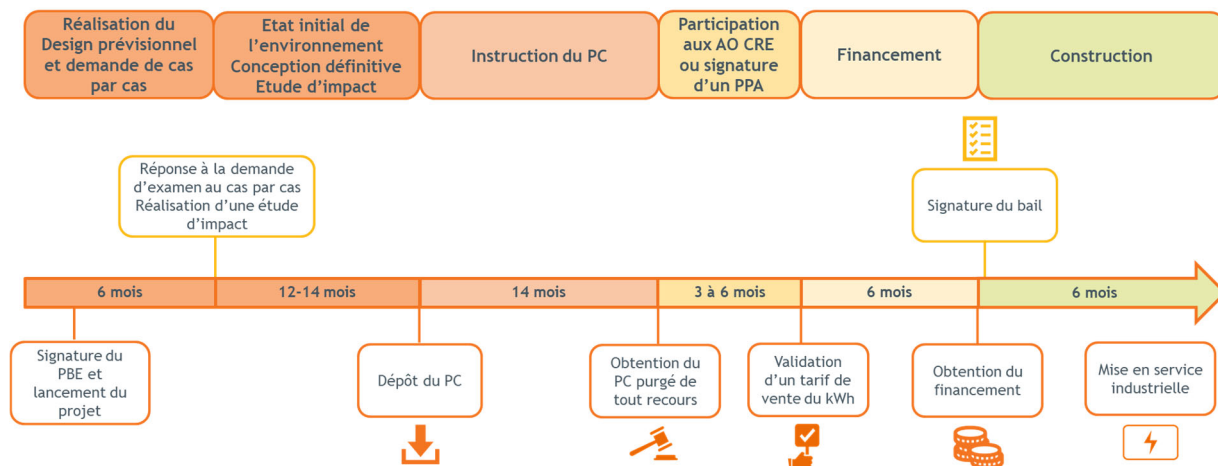 Réalisation du
Design prévisionnel
et demande de cas
par cas
Etat initial de
l'environnement
Conception définitive
Etude d'impact
Instruction du PC
Participation
aux AO CRE
ou signature
d'un PPA
Financement
Construction
Réponse à la demande
d'examen au cas par cas
Réalisation d'une étude
d'impact
Signature du bail
6 mois
12-14 mois
14 mois
3 à 6 mois
6 mois
6 mois
Signature du
PBE et
lancement du
projet
Dépôt du PC
Obtention du
PC purgé de
tout recours
Validation
d'un tarif de
vente du kWh
Obtention du
financement
Mise en service
industrielle